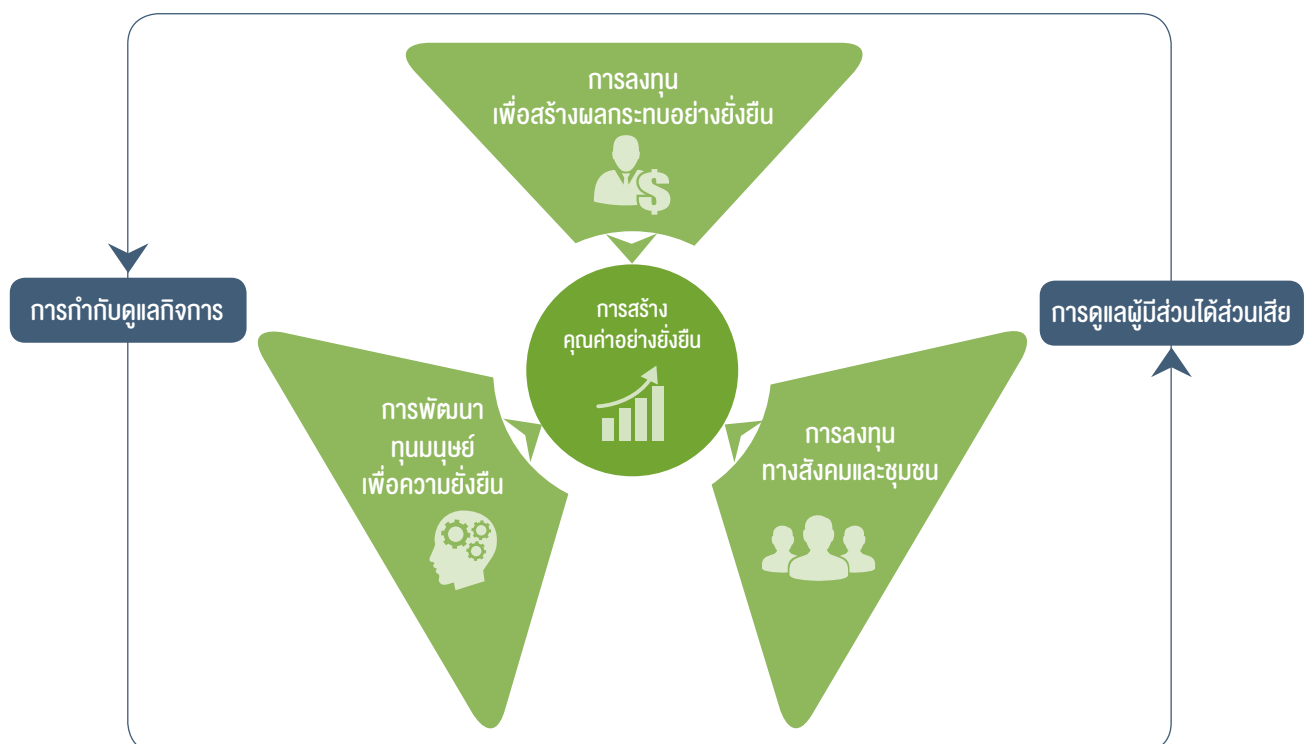 การลงทุน
เพื่อสร้างผลกระทบอย่างยั่งยืน
การกำกับดูแลกิจการ
การสร้าง
คุณค่าอย่างยั่งยืน
การดูแลผู้มีส่วนได้ส่วนเสีย
การพัฒนา
ทุนมนุษย์
เพื่อความยั่งยืน
การลงทุน
ทางสังคมและชุมชน